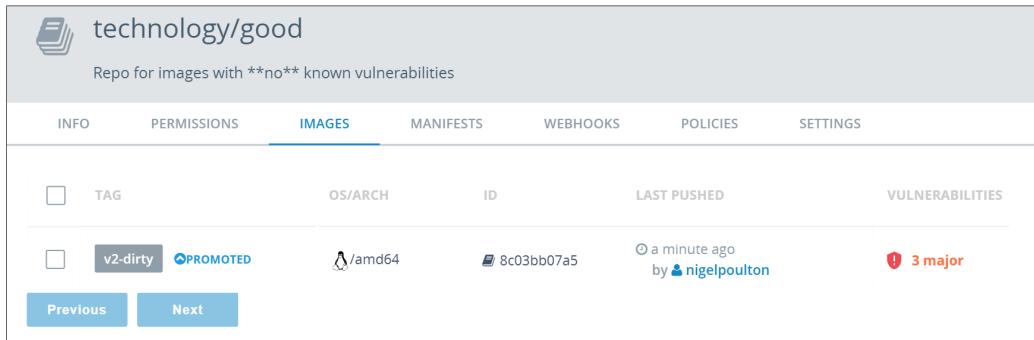 technology/good
Repo for images with **no** known vulnerabilities
INFO PERMISSIONS IMAGES MANIFESTS WEBHOOKS POLICIES SETTINGS
TAG OS/ARCH ID LAST PUSHED VULNERABILITIES
v2-dirty PROMOTED /amd64 8c03bb07a5 a minute ago 3 major
by nigelpoulton
Previous Next